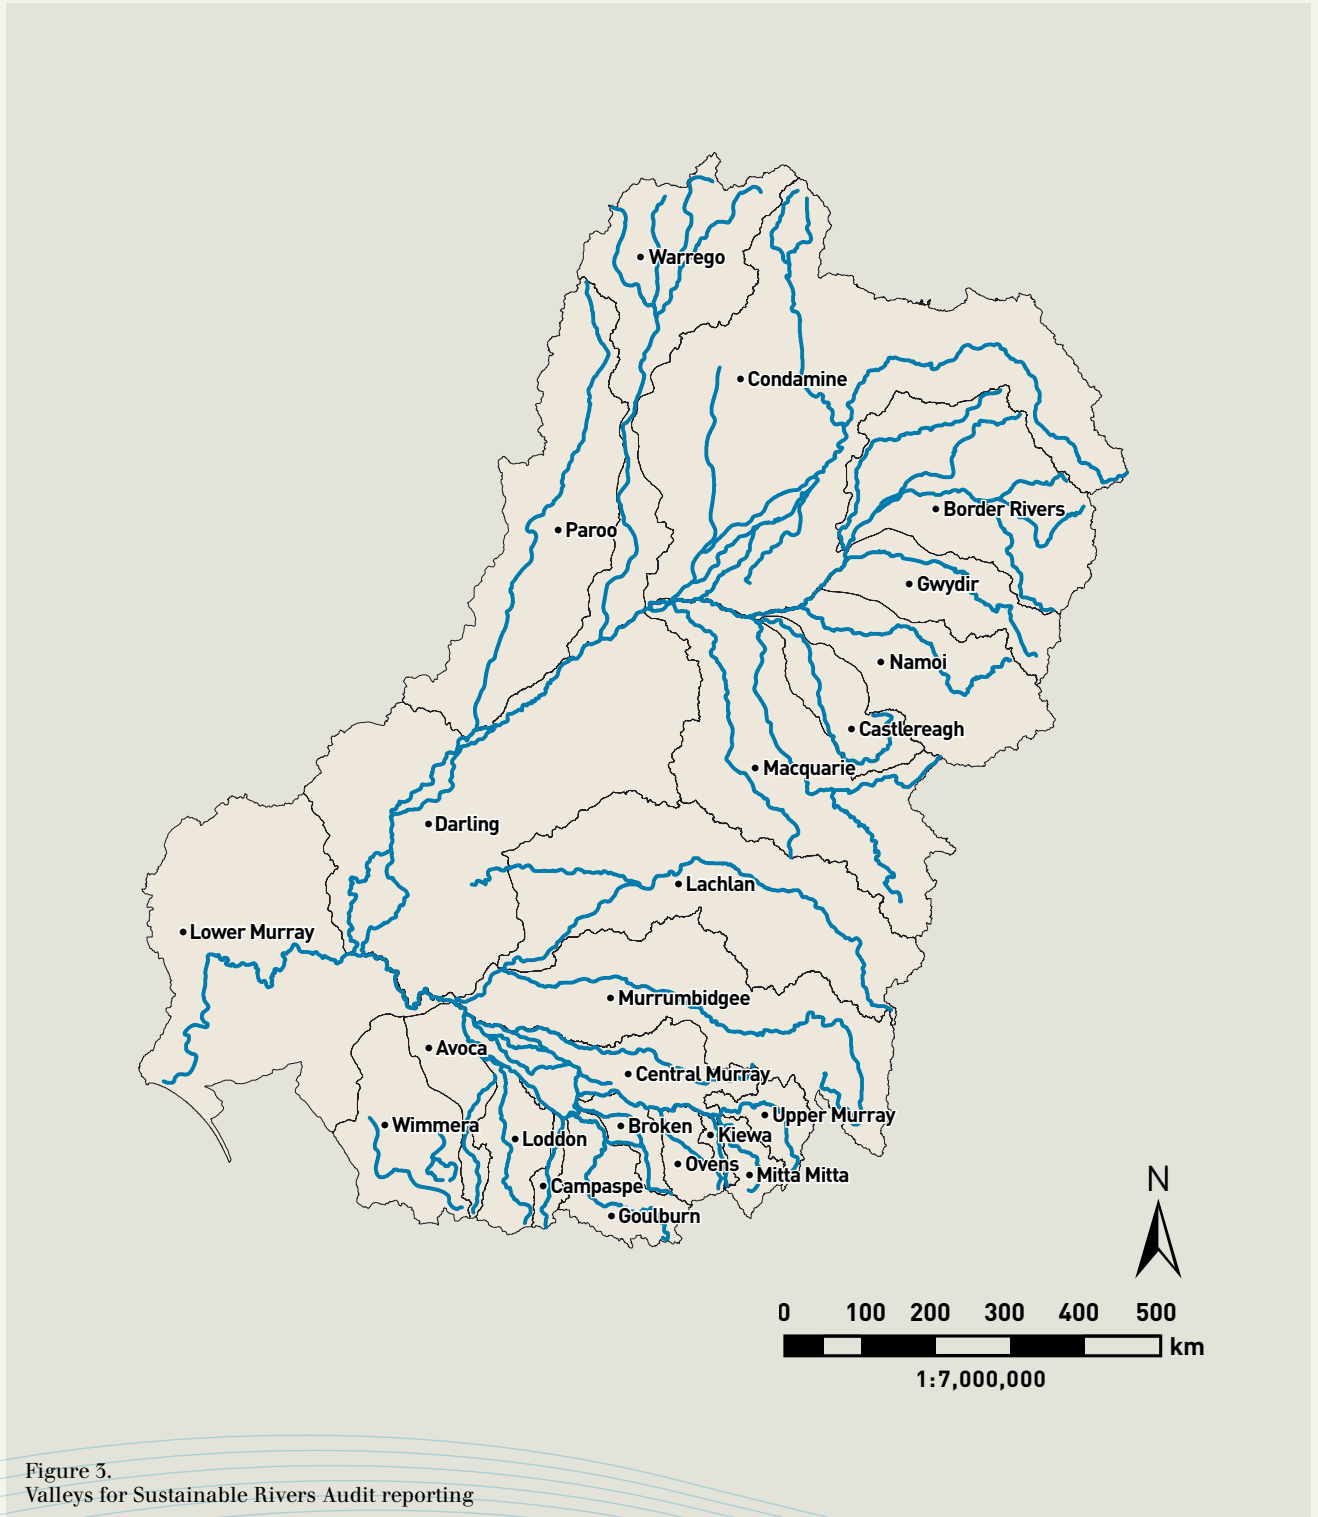 Warrego
Condamine
Border Rivers
Paroo
Gwydir
Namoi
Castlereagh
Macquarie
Darling
Lachlan
Lower Murray
Murrumbidgee
Avoca
Central Murray
Upper Murray
Wimmera
Broken
Kiewa
Loddon
Ovens
Mitta Mitta
Campaspe
Goulburn
N
0 100 200 300 400 500
km
1:7,000,000
Figure 3.
Valleys for Sustainable Rivers Audit reporting